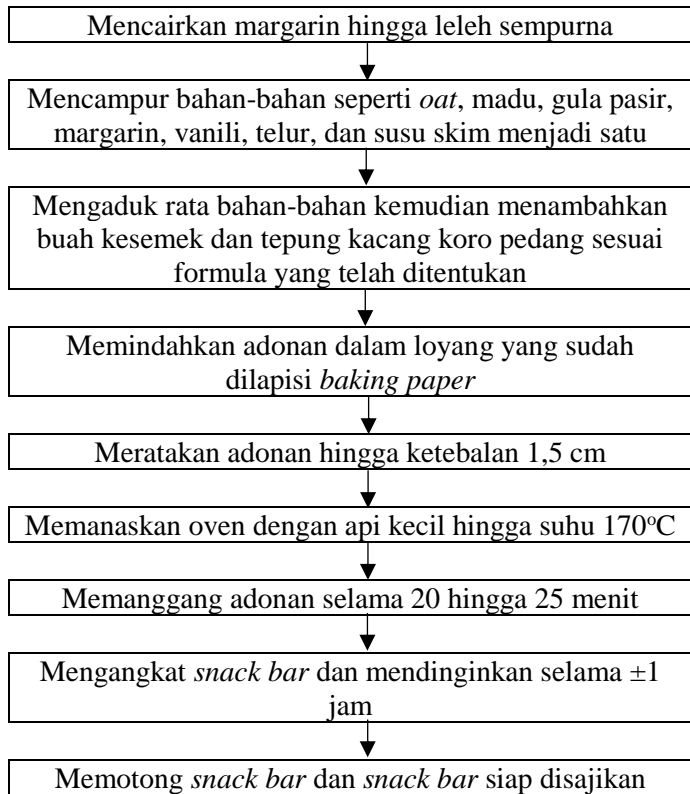 Mencairkan margarin hingga leleh sempurna
Mencampur bahan-bahan seperti oat, madu, gula pasir,
margarin, vanili, telur, dan susu skim menjadi satu
Mengaduk rata bahan-bahan kemudian menambahkan
buah kesemek dan tepung kacang koro pedang sesuai
formula yang telah ditentukan
Memindahkan adonan dalam loyang yang sudah
dilapisi baking paper
Meratakan adonan hingga ketebalan 1,5 cm
Memanaskan oven dengan api kecil hingga suhu 170°C
Memanggang adonan selama 20 hingga 25 menit
Mengangkat snack bar dan mendinginkan selama ±1
jam
Memotong snack bar dan snack bar siap disajikan